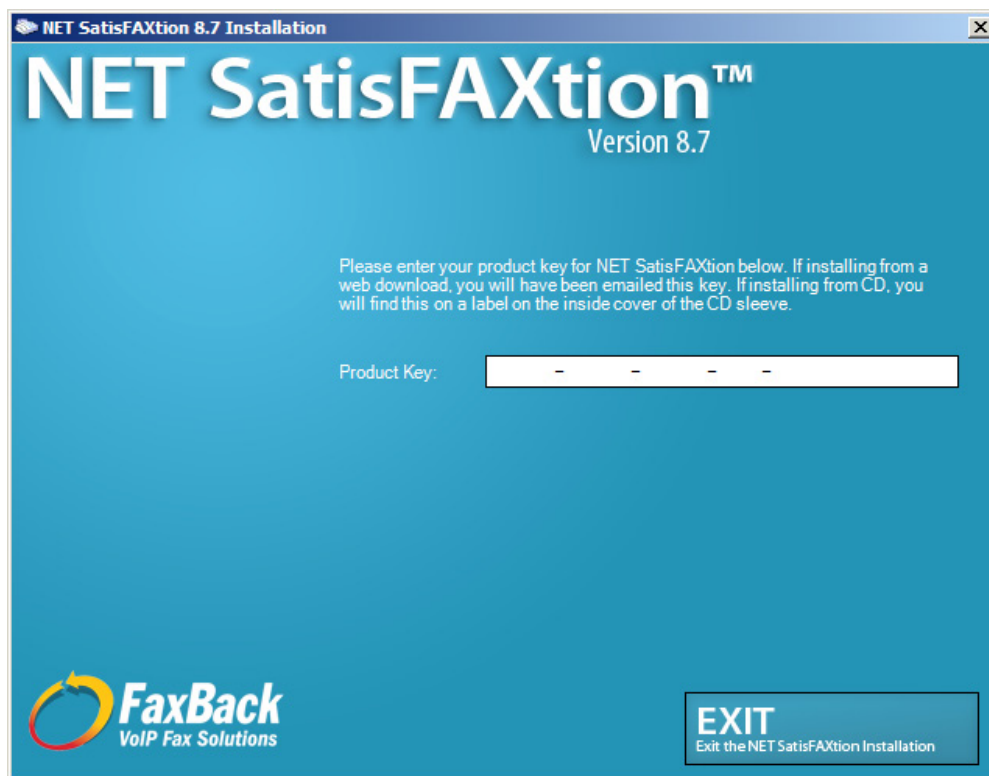 NET SatisFAXtion 8.7 Installation
NET SatisFAXtion™
Version 8.7
Please enter your product key for NET SatisFAXtion below. If installing from a
web download, you will have been emailed this key. If installing from CD, you
will find this on a label on the inside cover of the CD sleeve.
Product Key: - - - -
FaxBack
VoIP Fax Solutions
EXIT
Exit the NET SatisFAXtion Installation